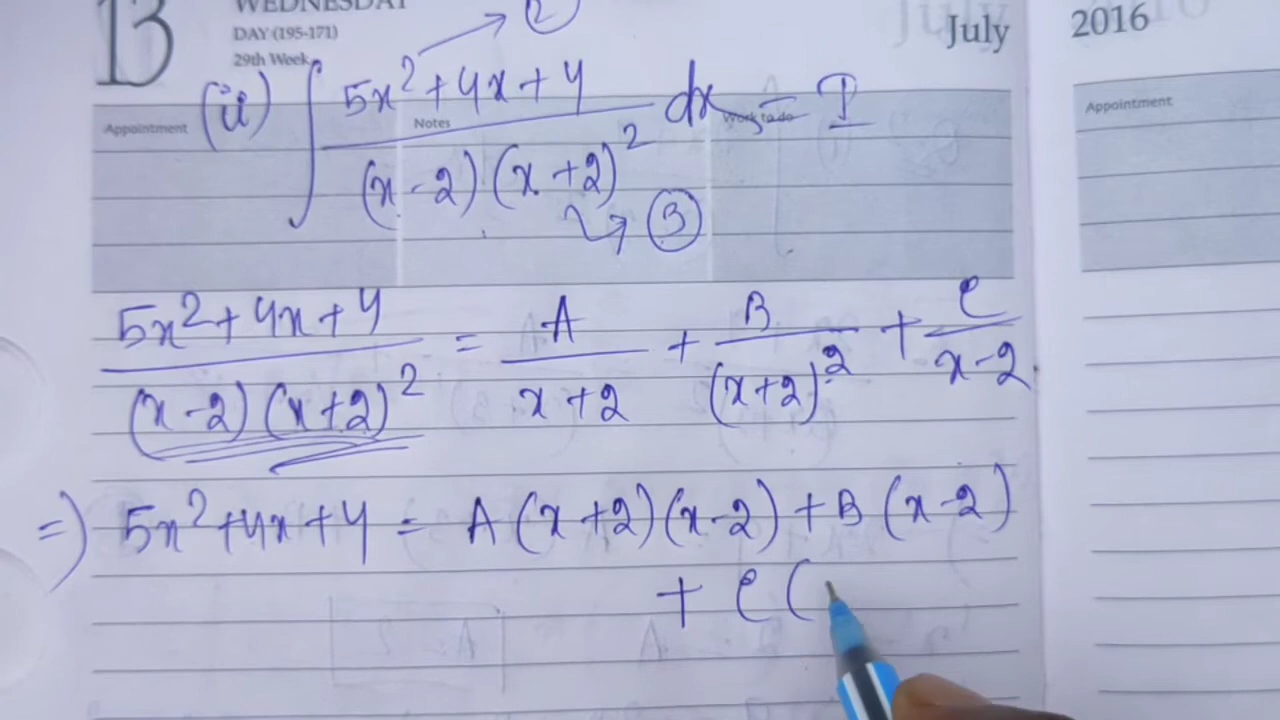 13 WEDNESDAY
DAY (195-171)
29th Week
July 2016
②
(ii) ∫ (5x² + 4x + 4) / ((x - 2)(x + 2)²) dx = I
Appointment Notes Work to do Appointment
③
(5x² + 4x + 4) / ((x - 2)(x + 2)²) = A / (x + 2) + B / (x + 2)² + C / (x - 2)
⇒ 5x² + 4x + 4 = A (x + 2)(x - 2) + B (x - 2)
+ C (